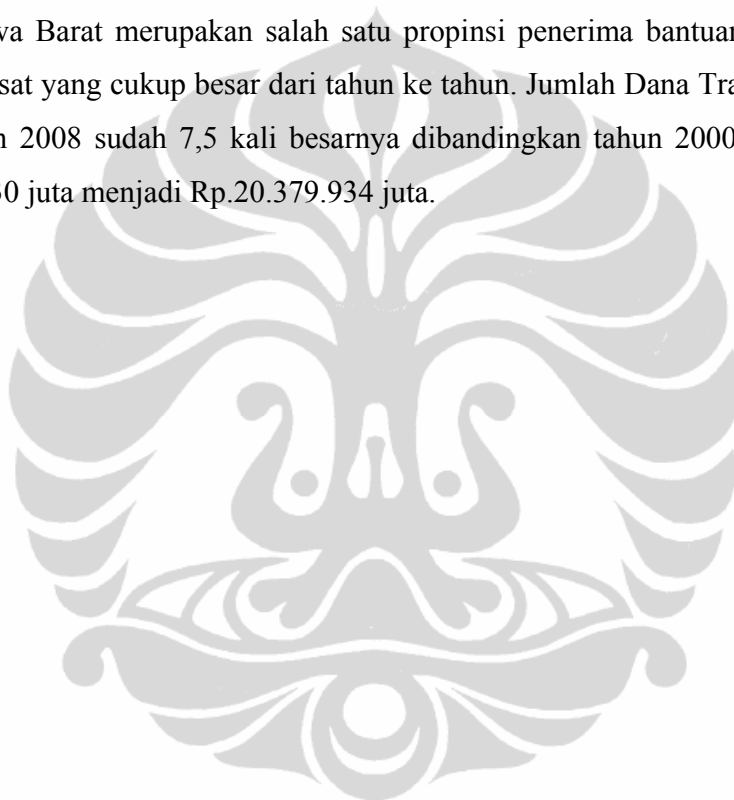 wa Barat merupakan salah satu propinsi penerima bantuan
sat yang cukup besar dari tahun ke tahun. Jumlah Dana Tra
n 2008 sudah 7,5 kali besarnya dibandingkan tahun 2000
60 juta menjadi Rp.20.379.934 juta.